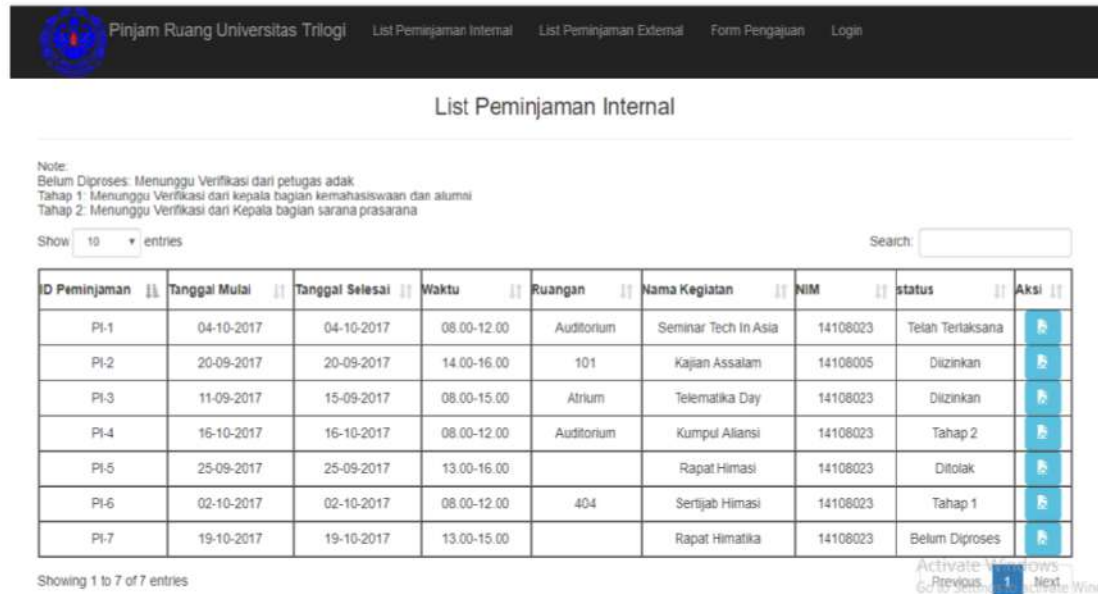 Pinjam Ruang Universitas Trilogi List Peminjaman Internal List Peminjaman External Form Pengajuan Login
List Peminjaman Internal
Note:
Belum Diproses: Menunggu Verifikasi dari petugas adak
Tahap 1: Menunggu Verifikasi dari kepala bagian kemahasiswaan dan alumni
Tahap 2: Menunggu Verifikasi dari Kepala bagian sarana prasarana
Show 10 entries Search:
ID Peminjaman Tanggal Mulai Tanggal Selesai Waktu Ruangan Nama Kegiatan NIM status Aksi
PI-1 04-10-2017 04-10-2017 08.00-12.00 Auditorium Seminar Tech In Asia 14108023 Telah Terlaksana
PI-2 20-09-2017 20-09-2017 14.00-16.00 101 Kajian Assalam 14108005 Diizinkan
PI-3 11-09-2017 15-09-2017 08.00-15.00 Atrium Telematika Day 14108023 Diizinkan
PI-4 16-10-2017 16-10-2017 08.00-12.00 Auditorium Kumpul Aliansi 14108023 Tahap 2
PI-5 25-09-2017 25-09-2017 13.00-16.00 Rapat Himasi 14108023 Ditolak
PI-6 02-10-2017 02-10-2017 08.00-12.00 404 Sertijab Himasi 14108023 Tahap 1
PI-7 19-10-2017 19-10-2017 13.00-15.00 Rapat Himatika 14108023 Belum Diproses
Activate Windows
Showing 1 to 7 of 7 entries Previous 1 Next
Go to Settings to activate Win